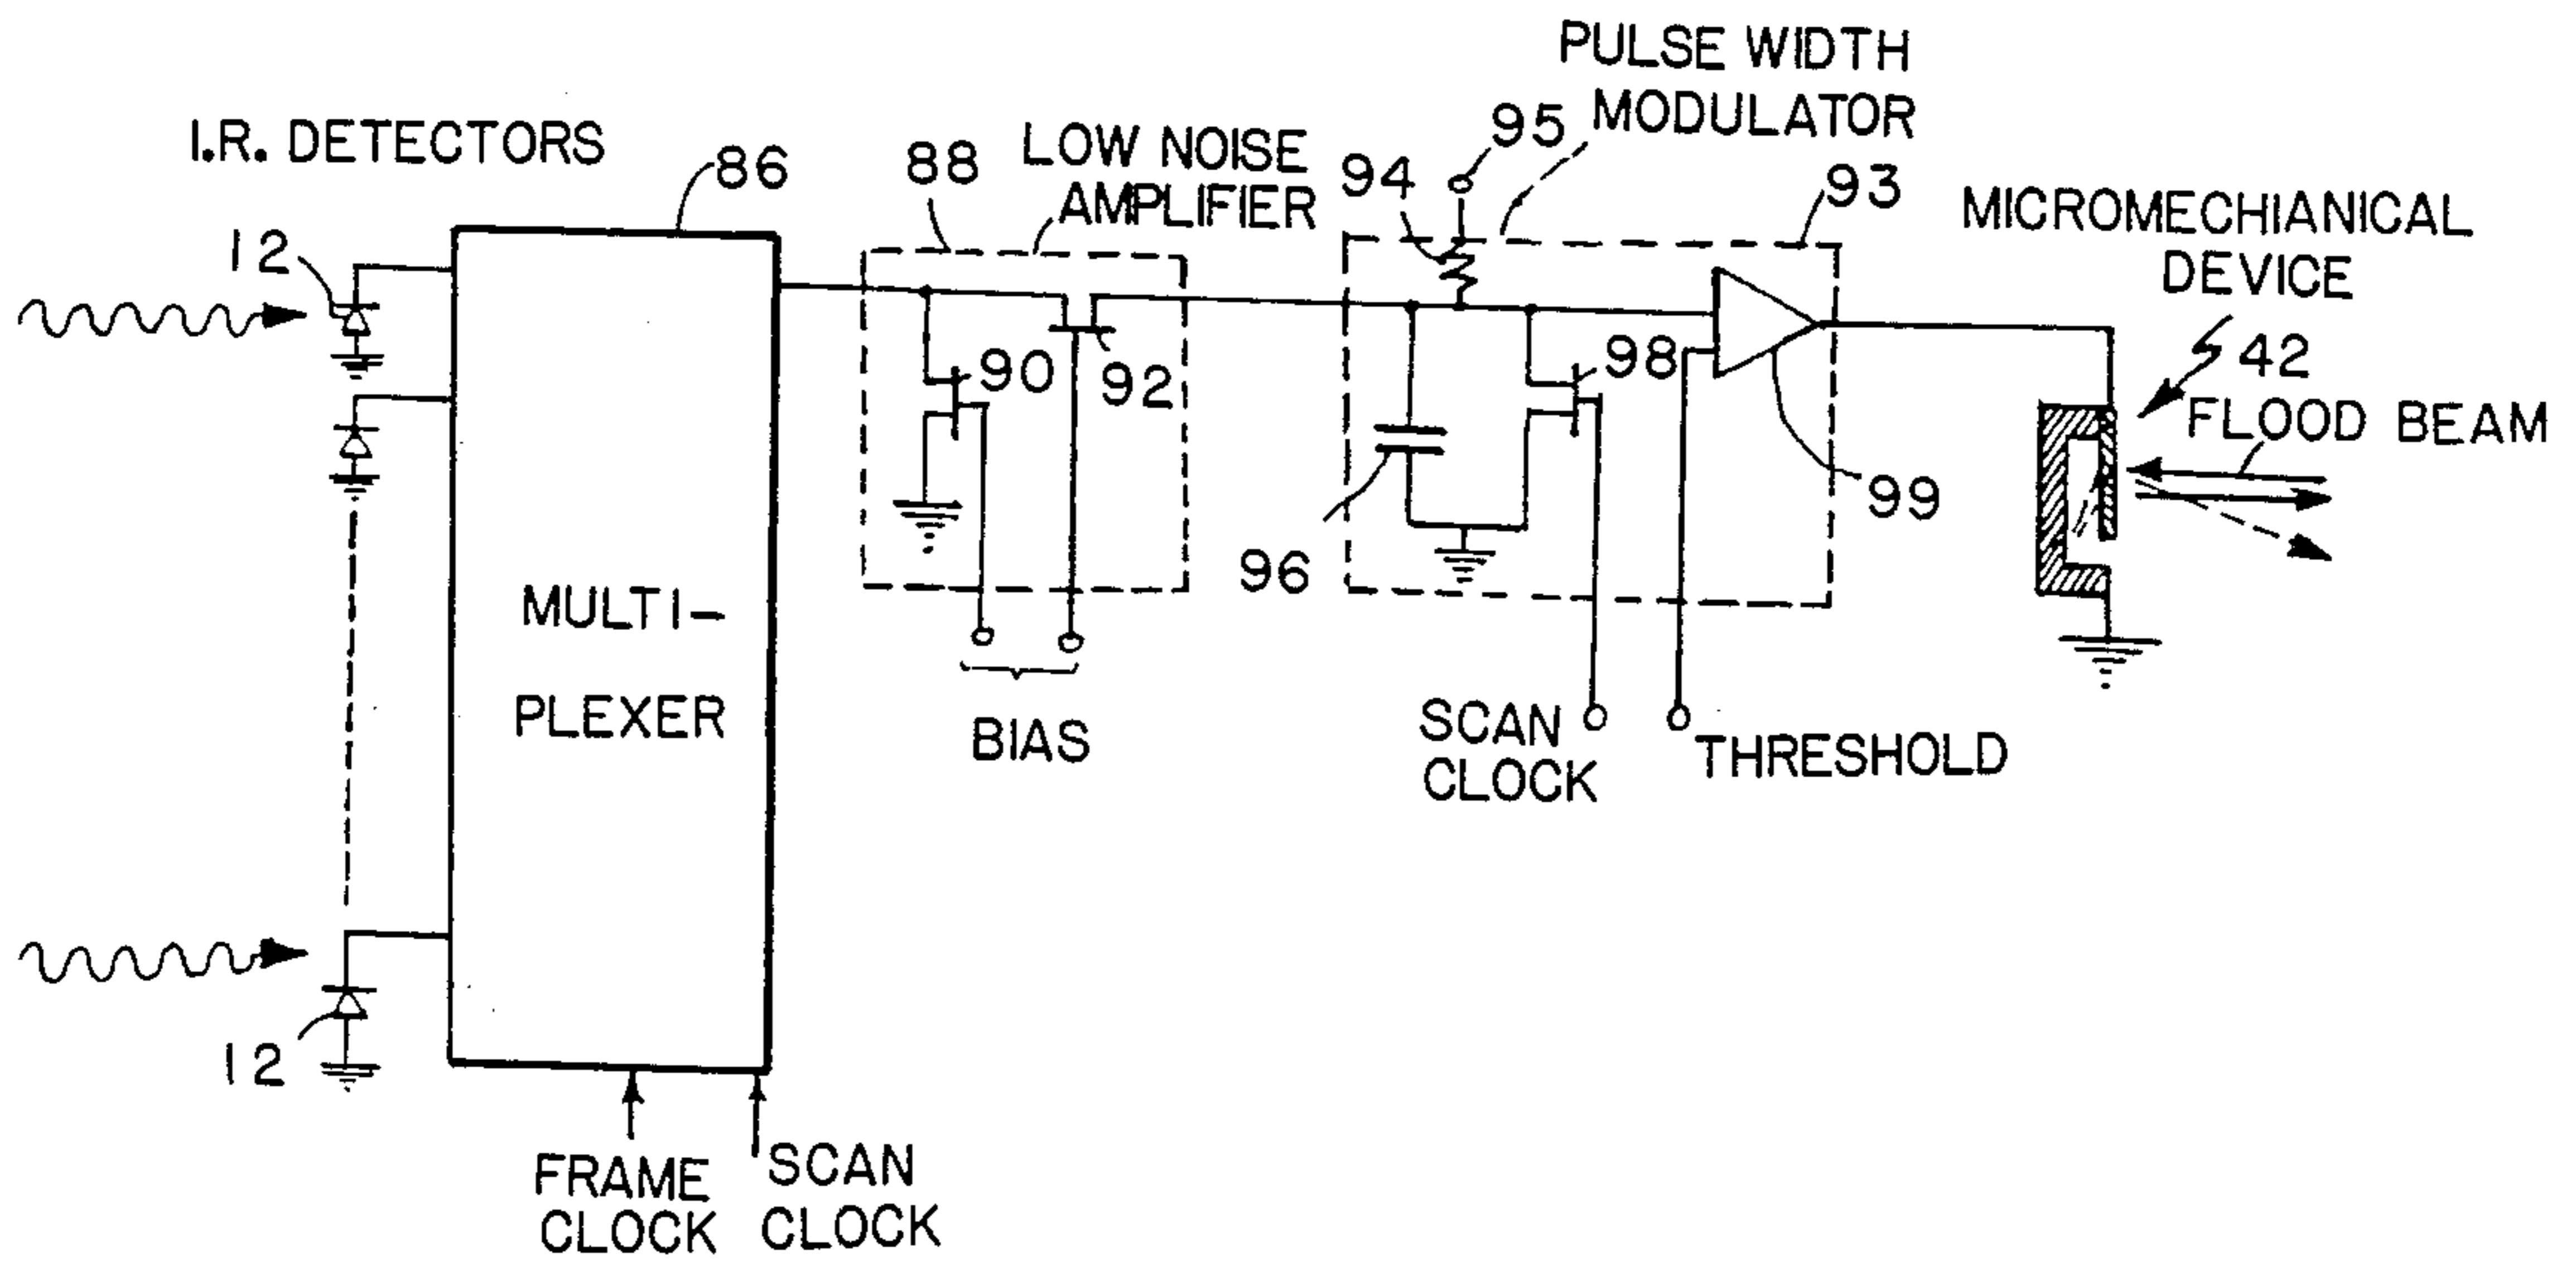 PULSE WIDTH
MODULATOR
I.R. DETECTORS
86
88
LOW NOISE
AMPLIFIER
94
95
93
MICROMECHIANICAL
DEVICE
12
90
92
98
42
FLOOD BEAM
99
96
MULTI-
PLEXER
BIAS
SCAN
CLOCK
THRESHOLD
12
FRAME
CLOCK
SCAN
CLOCK